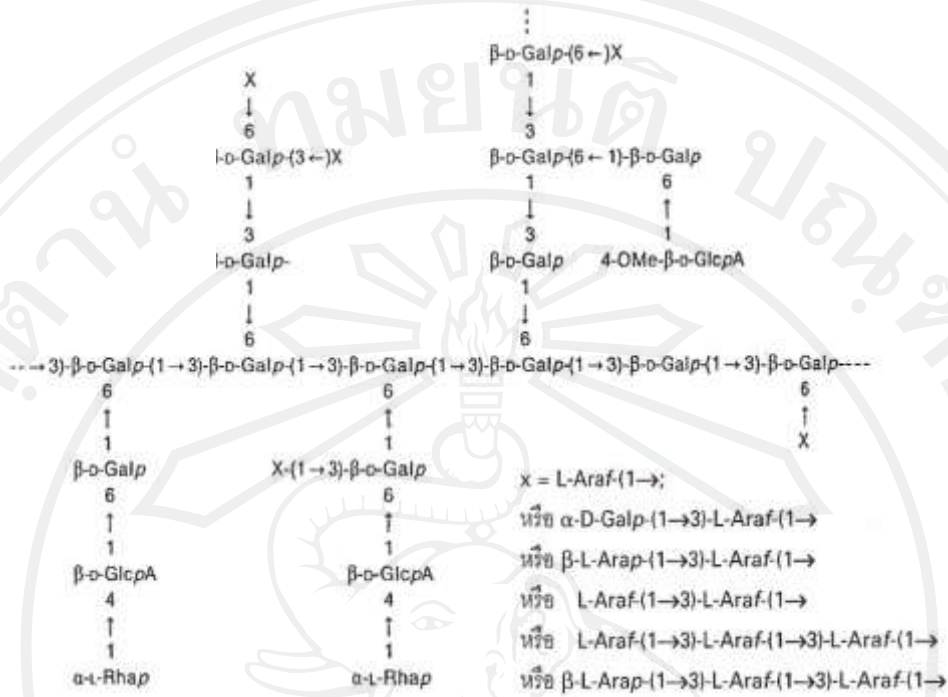 β-D-Galp-(6←)X
X 1
↓ ↓
6 3
l-D-Galp-(3←)X β-D-Galp-(6←1)-β-D-Galp
1 1 6
↓ ↓ ↑
3 3 1
l-D-Galp- β-D-Galp 4-OMe-β-D-GlcpA
1 1
↓ ↓
6 6
---→3)-β-D-Galp-(1→3)-β-D-Galp-(1→3)-β-D-Galp-(1→3)-β-D-Galp-(1→3)-β-D-Galp-(1→3)-β-D-Galp----
6 6 6
↑ ↑ ↑
1 1 X
β-D-Galp X-(1→3)-β-D-Galp
6 6
↑ ↑
1 1
β-D-GlcpA β-D-GlcpA
4 4
↑ ↑
1 1
α-L-Rhap α-L-Rhap
x = L-Araf-(1→;
หรือ α-D-Galp-(1→3)-L-Araf-(1→
หรือ β-L-Arap-(1→3)-L-Araf-(1→
หรือ L-Araf-(1→3)-L-Araf-(1→
หรือ L-Araf-(1→3)-L-Araf-(1→3)-L-Araf-(1→
หรือ β-L-Arap-(1→3)-L-Araf-(1→3)-L-Araf-(1→